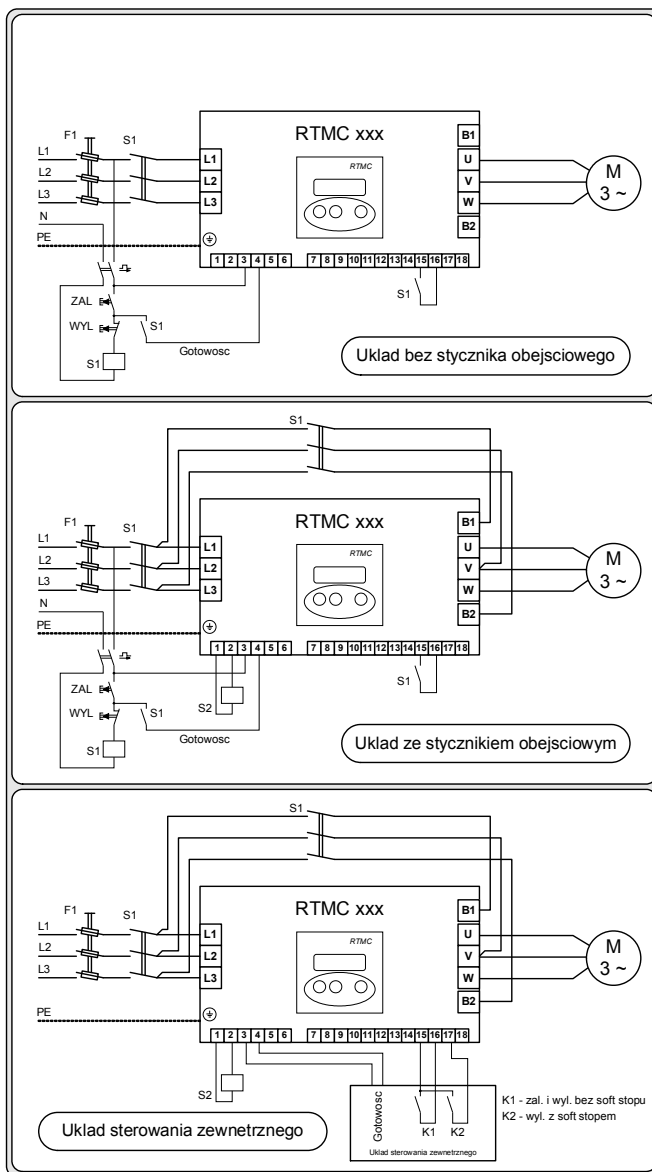 RTMC xxx
F1
S1
B1
L1
L1
U
RTMC
M
3 ~
L2
L2
V
L3
L3
W
N
B2
PE
1 2 3 4 5 6 7 8 9 10 11 12 13 14 15 16 17 18
ZAL
S1
WYL
S1
Gotowosc
S1
Uklad bez stycznika obejsciowego
S1
RTMC xxx
F1
S1
B1
L1
L1
U
RTMC
M
3 ~
L2
L2
V
L3
L3
W
N
B2
PE
1 2 3 4 5 6 7 8 9 10 11 12 13 14 15 16 17 18
ZAL
S1
S2
WYL
S1
Gotowosc
S1
Uklad ze stycznikiem obejsciowym
S1
RTMC xxx
F1
S1
B1
L1
L1
U
RTMC
M
3 ~
L2
L2
V
L3
L3
W
B2
PE
1 2 3 4 5 6 7 8 9 10 11 12 13 14 15 16 17 18
S2
Gotowosc
K1 K2
Uklad sterowania zewnetrznego
K1 - zal. i wyl. bez soft stopu
K2 - wyl. z soft stopem
Uklad sterowania zewnetrznego